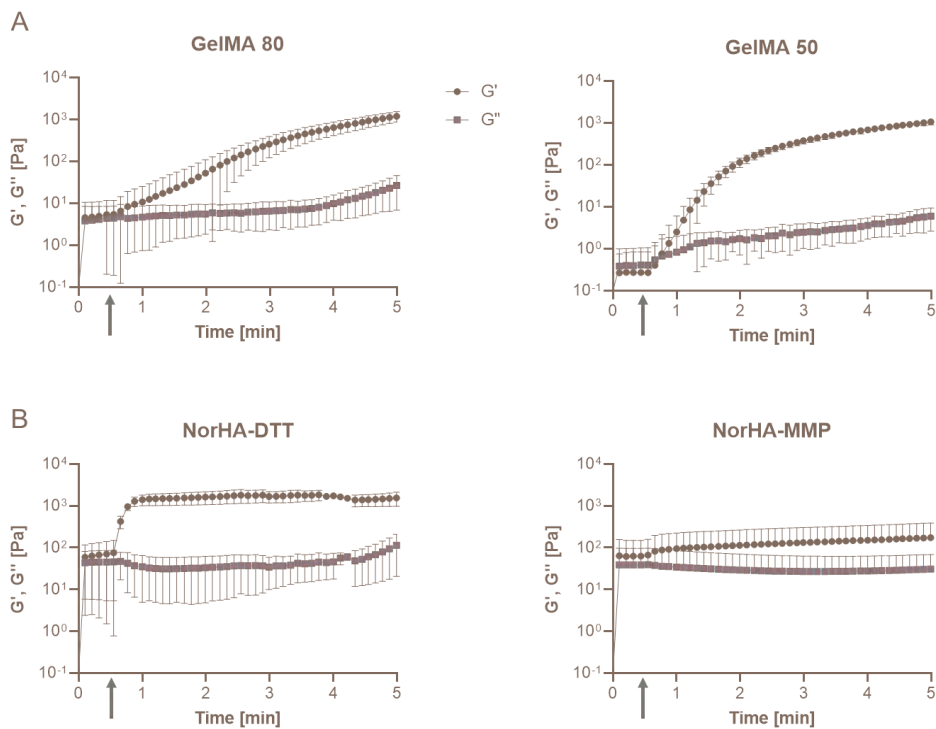 A
GelMA 80
G', G'' [Pa]
10⁴
10³
10²
10¹
10⁰
10⁻¹
0 1 2 3 4 5
Time [min]
G'
G''
GelMA 50
G', G'' [Pa]
10⁴
10³
10²
10¹
10⁰
10⁻¹
0 1 2 3 4 5
Time [min]
B
NorHA-DTT
G', G'' [Pa]
10⁴
10³
10²
10¹
10⁰
10⁻¹
0 1 2 3 4 5
Time [min]
NorHA-MMP
G', G'' [Pa]
10⁴
10³
10²
10¹
10⁰
10⁻¹
0 1 2 3 4 5
Time [min]